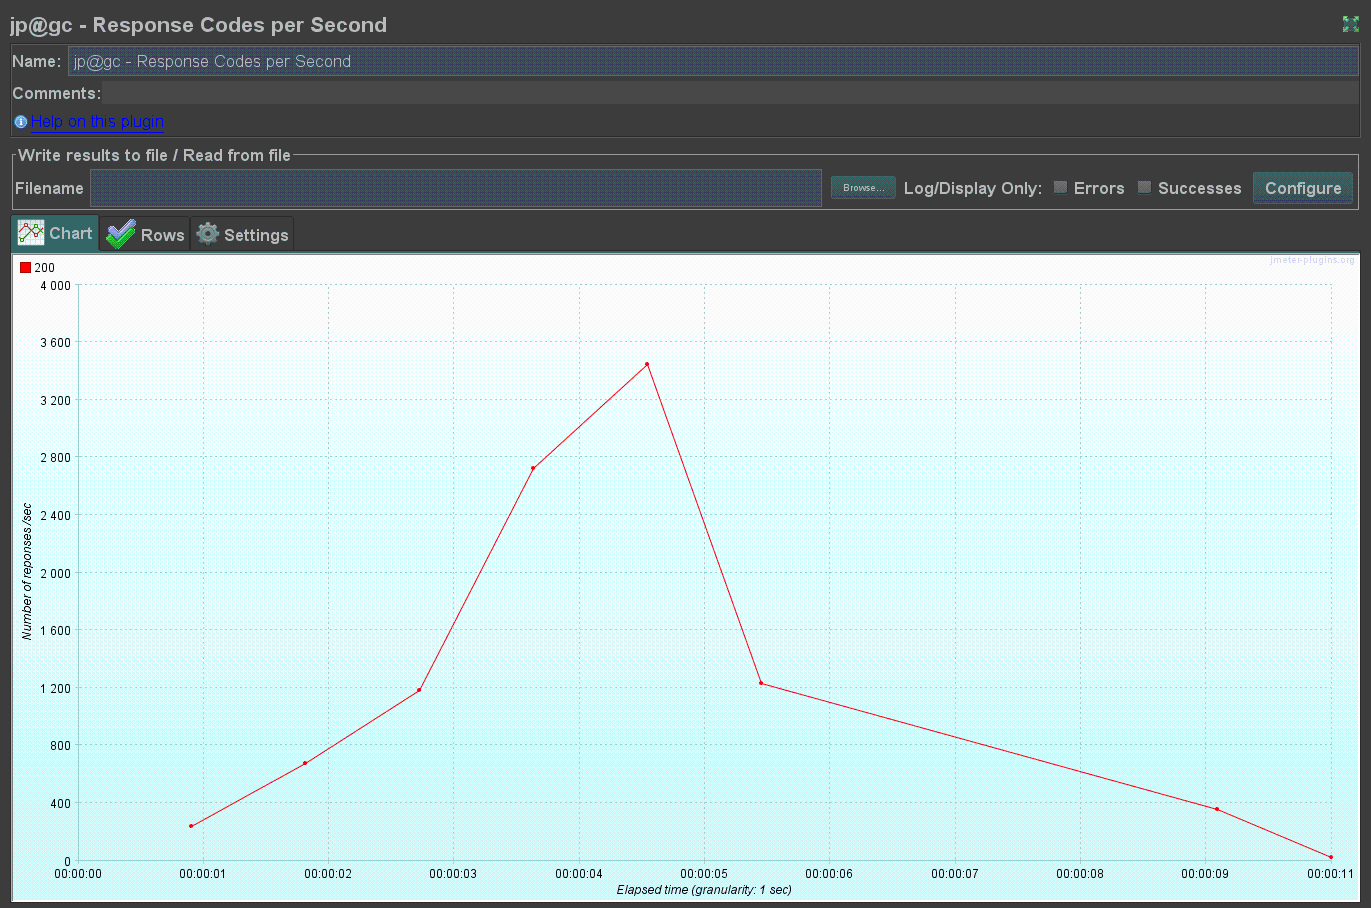 jp@gc - Response Codes per Second
Name: jp@gc - Response Codes per Second
Comments:
Help on this plugin
Write results to file / Read from file
Filename Browse... Log/Display Only: Errors Successes Configure
Chart Rows Settings
200 jmeter-plugins.org
4 000
3 600
3 200
2 800
2 400
2 000
1 600
1 200
800
400
0
Number of reponses /sec
00:00:00 00:00:01 00:00:02 00:00:03 00:00:04 00:00:05 00:00:06 00:00:07 00:00:08 00:00:09 00:00:11
Elapsed time (granularity: 1 sec)